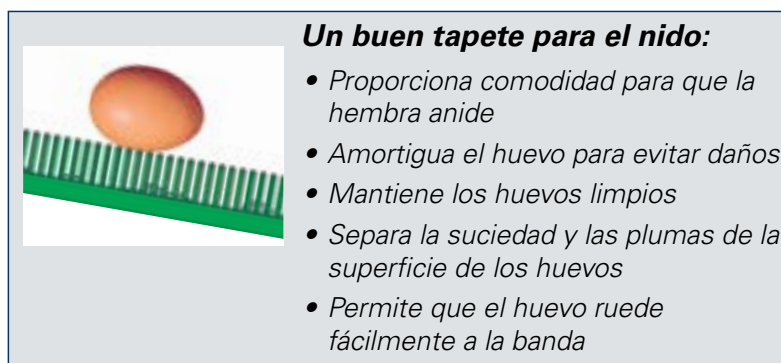 Un buen tapete para el nido:
• Proporciona comodidad para que la
hembra anide
• Amortigua el huevo para evitar daños
• Mantiene los huevos limpios
• Separa la suciedad y las plumas de la
superficie de los huevos
• Permite que el huevo ruede
fácilmente a la banda